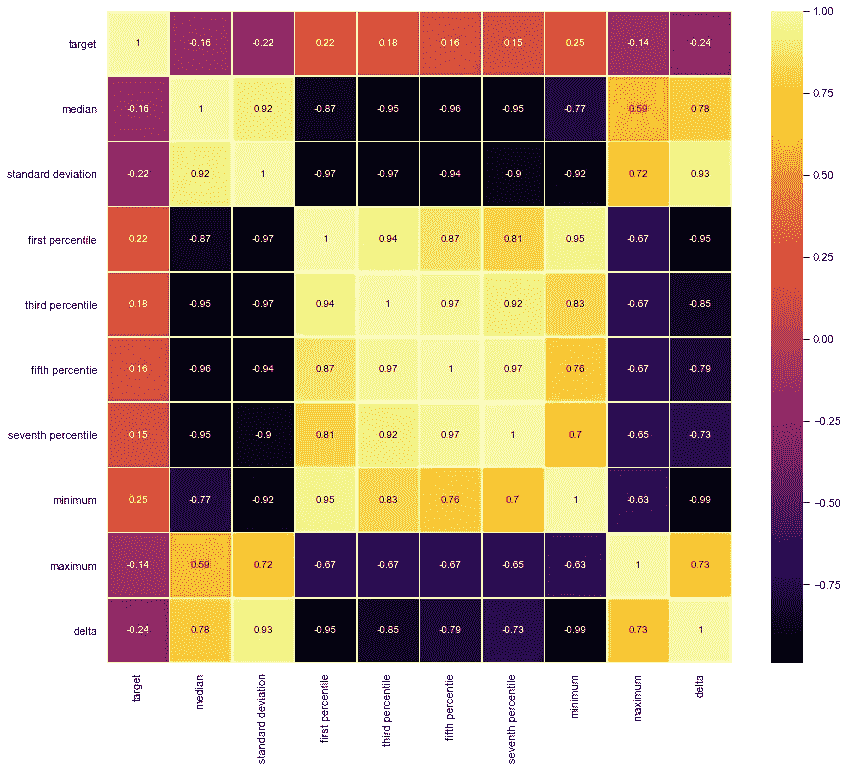 target 1 -0.16 -0.22 0.22 0.18 0.16 0.15 0.25 -0.14 -0.24
median -0.16 1 0.92 -0.87 -0.95 -0.96 -0.95 -0.77 0.59 0.78
standard deviation -0.22 0.92 1 -0.97 -0.97 -0.94 -0.9 -0.92 0.72 0.93
first percentile 0.22 -0.87 -0.97 1 0.94 0.87 0.81 0.95 -0.67 -0.95
third percentile 0.18 -0.95 -0.97 0.94 1 0.97 0.92 0.83 -0.67 -0.85
fifth percentie 0.16 -0.96 -0.94 0.87 0.97 1 0.97 0.76 -0.67 -0.79
seventh percentile 0.15 -0.95 -0.9 0.81 0.92 0.97 1 0.7 -0.65 -0.73
minimum 0.25 -0.77 -0.92 0.95 0.83 0.76 0.7 1 -0.63 -0.99
maximum -0.14 0.59 0.72 -0.67 -0.67 -0.67 -0.65 -0.63 1 0.73
delta -0.24 0.78 0.93 -0.95 -0.85 -0.79 -0.73 -0.99 0.73 1
target
median
standard deviation
first percentile
third percentile
fifth percentie
seventh percentile
minimum
maximum
delta
1.00
0.75
0.50
0.25
0.00
-0.25
-0.50
-0.75